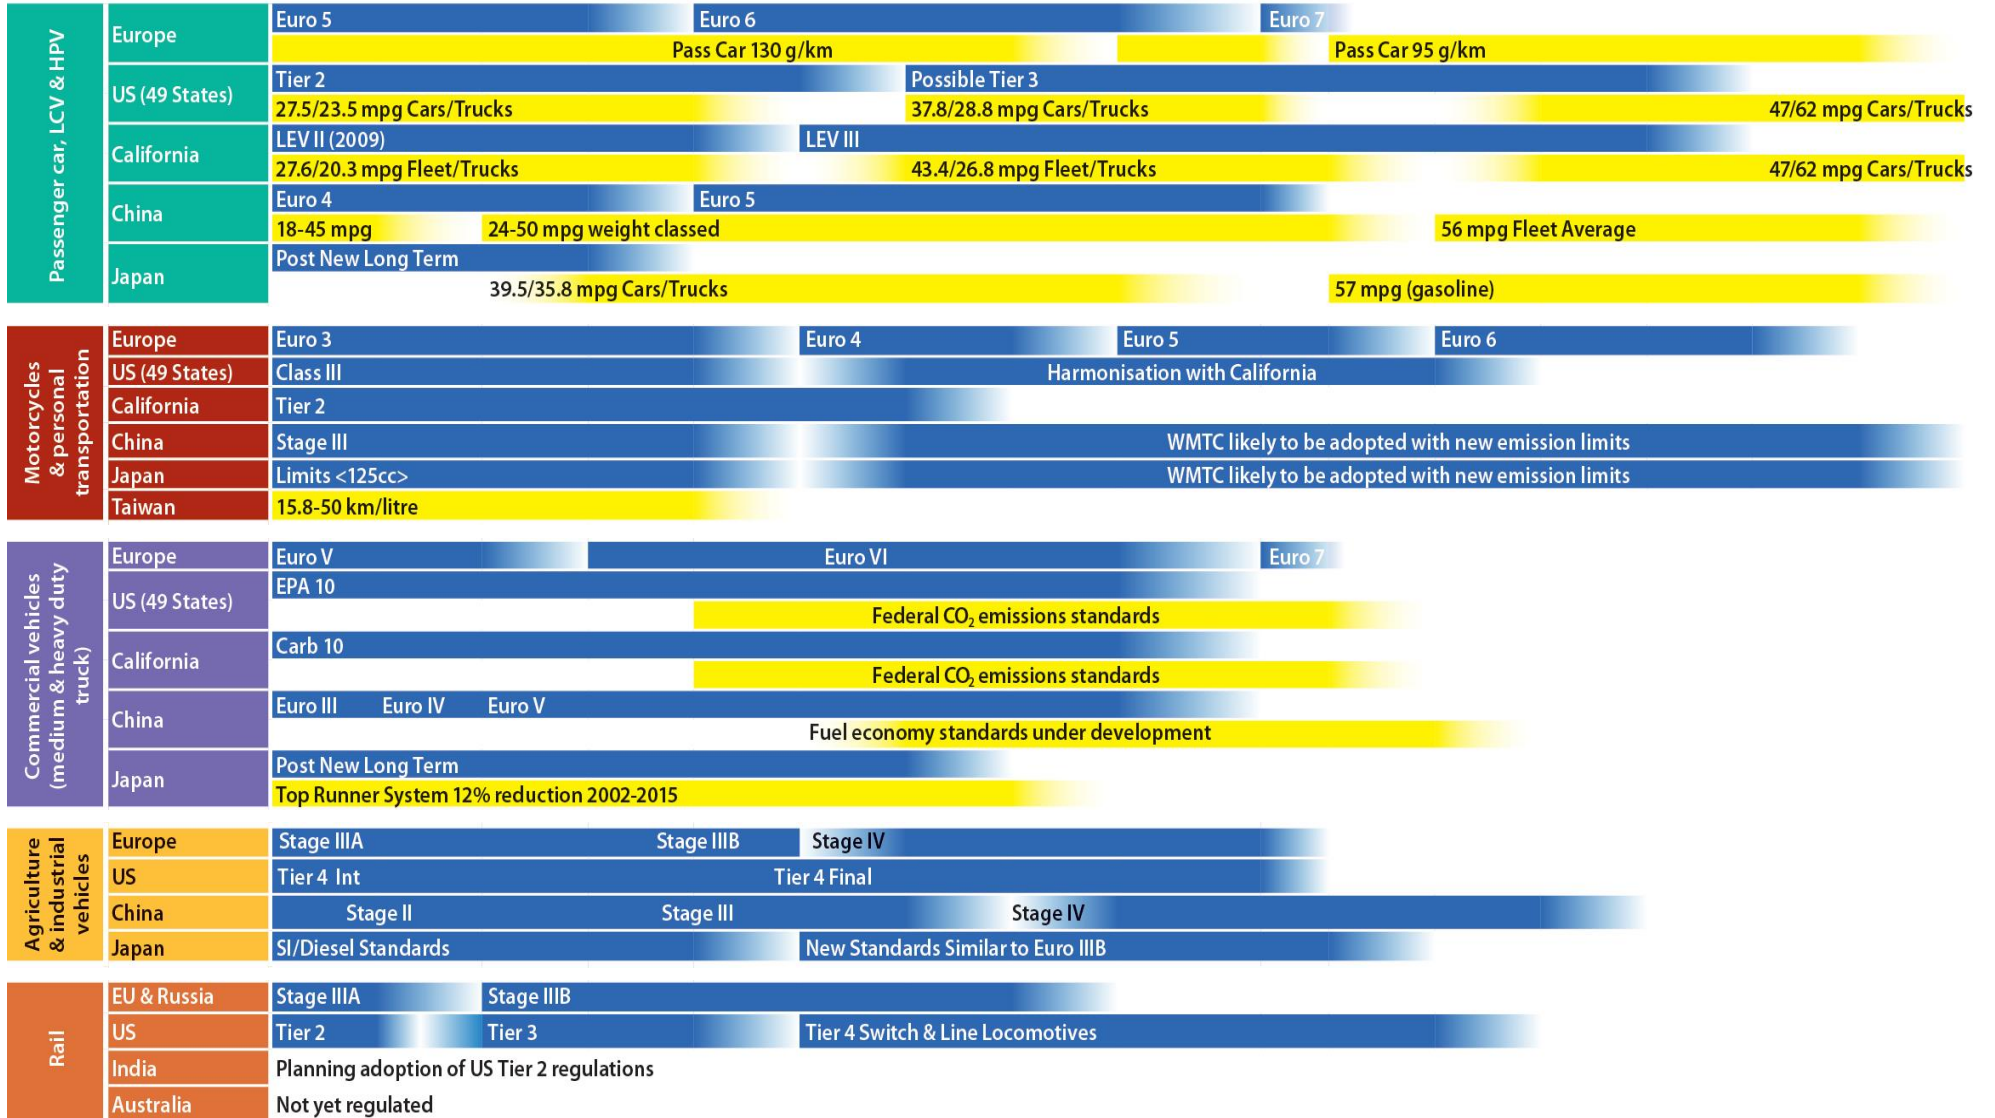 Passenger car, LCV & HPV
Europe
Euro 5
Euro 6
Euro 7
Pass Car 130 g/km
Pass Car 95 g/km
US (49 States)
Tier 2
Possible Tier 3
27.5/23.5 mpg Cars/Trucks
37.8/28.8 mpg Cars/Trucks
47/62 mpg Cars/Trucks
California
LEV II (2009)
LEV III
27.6/20.3 mpg Fleet/Trucks
43.4/26.8 mpg Fleet/Trucks
47/62 mpg Cars/Trucks
China
Euro 4
Euro 5
18-45 mpg
24-50 mpg weight classed
56 mpg Fleet Average
Japan
Post New Long Term
39.5/35.8 mpg Cars/Trucks
57 mpg (gasoline)
Motorcycles
& personal
transportation
Europe
Euro 3
Euro 4
Euro 5
Euro 6
US (49 States)
Class III
Harmonisation with California
California
Tier 2
China
Stage III
WMTC likely to be adopted with new emission limits
Japan
Limits <125cc>
WMTC likely to be adopted with new emission limits
Taiwan
15.8-50 km/litre
Commercial vehicles
(medium & heavy duty
truck)
Europe
Euro V
Euro VI
Euro 7
US (49 States)
EPA 10
Federal CO₂ emissions standards
California
Carb 10
Federal CO₂ emissions standards
China
Euro III
Euro IV
Euro V
Fuel economy standards under development
Japan
Post New Long Term
Top Runner System 12% reduction 2002-2015
Agriculture
& industrial
vehicles
Europe
Stage IIIA
Stage IIIB
Stage IV
US
Tier 4 Int
Tier 4 Final
China
Stage II
Stage III
Stage IV
Japan
SI/Diesel Standards
New Standards Similar to Euro IIIB
Rail
EU & Russia
Stage IIIA
Stage IIIB
US
Tier 2
Tier 3
Tier 4 Switch & Line Locomotives
India
Planning adoption of US Tier 2 regulations
Australia
Not yet regulated